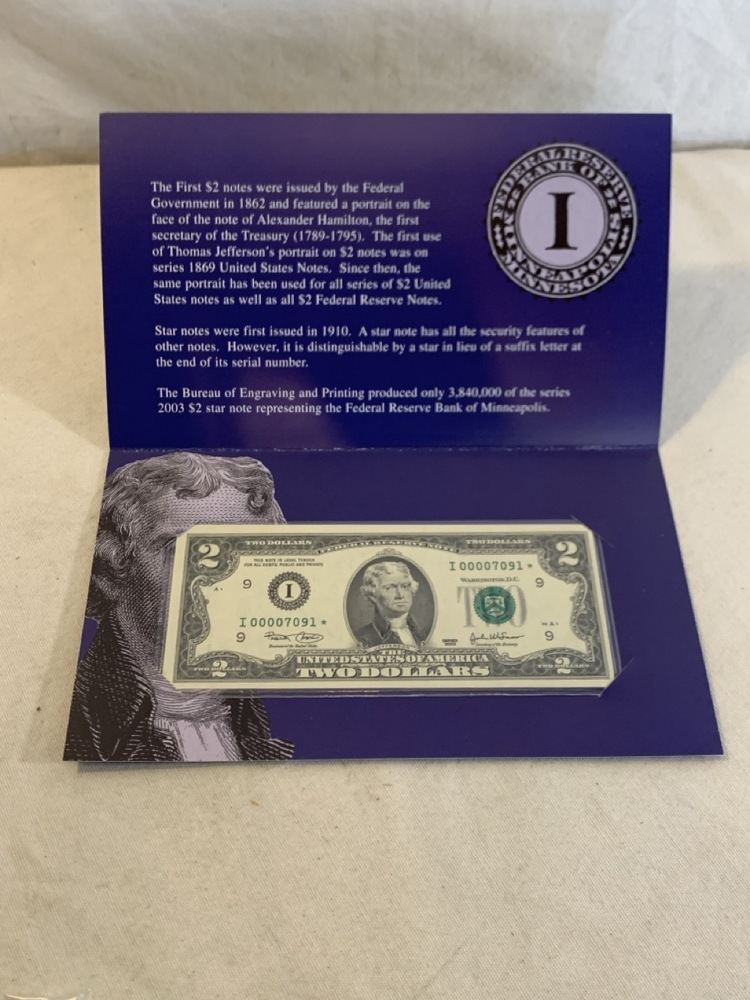 The First $2 notes were issued by the Federal
Government in 1862 and featured a portrait on the
face of the note of Alexander Hamilton, the first
secretary of the Treasury (1789-1795). The first use
of Thomas Jefferson's portrait on $2 notes was on
series 1869 United States Notes. Since then, the
same portrait has been used for all series of $2 United
States notes as well as all $2 Federal Reserve Notes.
Star notes were first issued in 1910. A star note has all the security features of
other notes. However, it is distinguishable by a star in lieu of a suffix letter at
the end of its serial number.
The Bureau of Engraving and Printing produced only 3,840,000 of the series
2003 $2 star note representing the Federal Reserve Bank of Minneapolis.
FEDERAL RESERVE
BANK OF
MINNEAPOLIS
MINNESOTA
I
TWO DOLLARS
FEDERAL RESERVE NOTE
TWO DOLLARS
2
2
THIS NOTE IS LEGAL TENDER
FOR ALL DEBTS, PUBLIC AND PRIVATE
I 00007091 *
WASHINGTON, D.C.
9
I
9
TWO
I 00007091 *
9
9
THE
UNITED STATES OF AMERICA
TWO DOLLARS
TWO DOLLARS
2
2
TWO DOLLARS